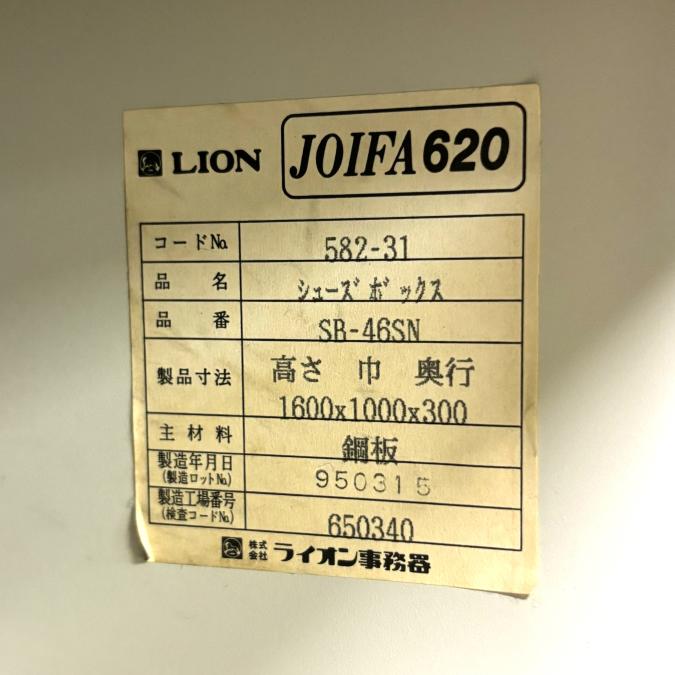 LION JOIFA620
コードNo. 582-31
品名 シューズボックス
品番 SB-46SN
製品寸法 高さ 巾 奥行
1600x1000x300
主材料 鋼板
製造年月日 950315
(製造ロットNo.)
製造工場番号 650340
(検査コードNo.)
株式会社 ライオン事務器